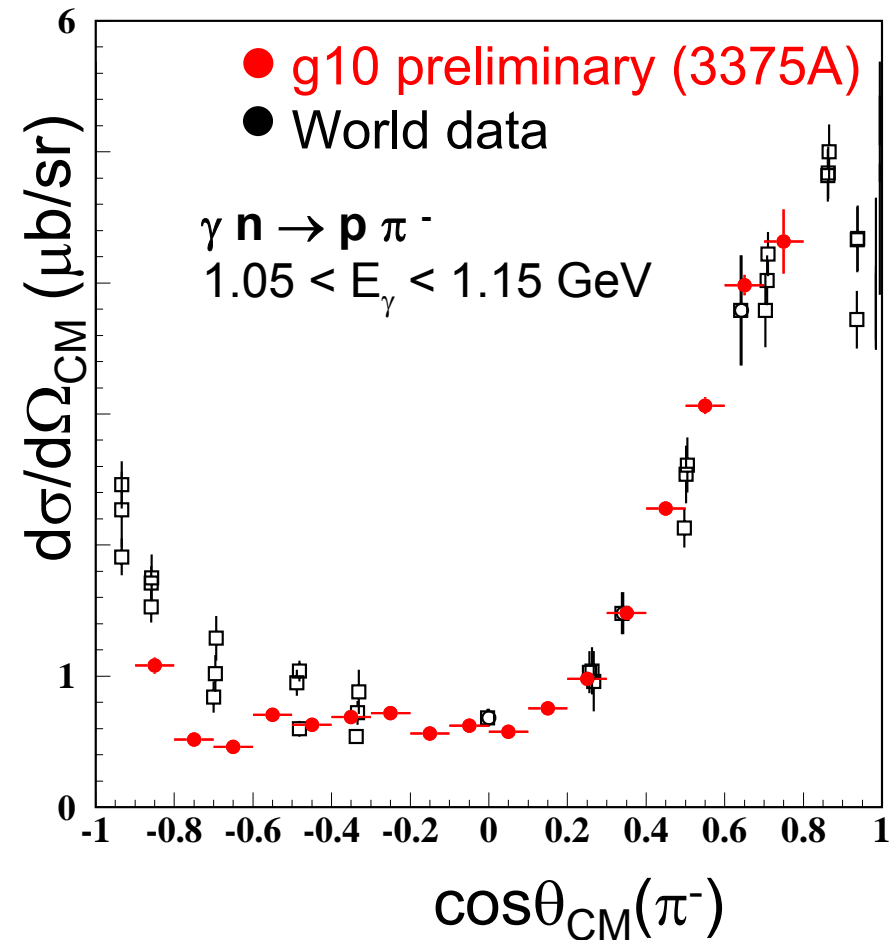 6
● g10 preliminary (3375A)
● World data
γ n → p π -
1.05 < Eγ < 1.15 GeV
dσ/dΩCM (μb/sr)
1
0
-1 -0.8 -0.6 -0.4 -0.2 0 0.2 0.4 0.6 0.8 1
cosθCM(π-)